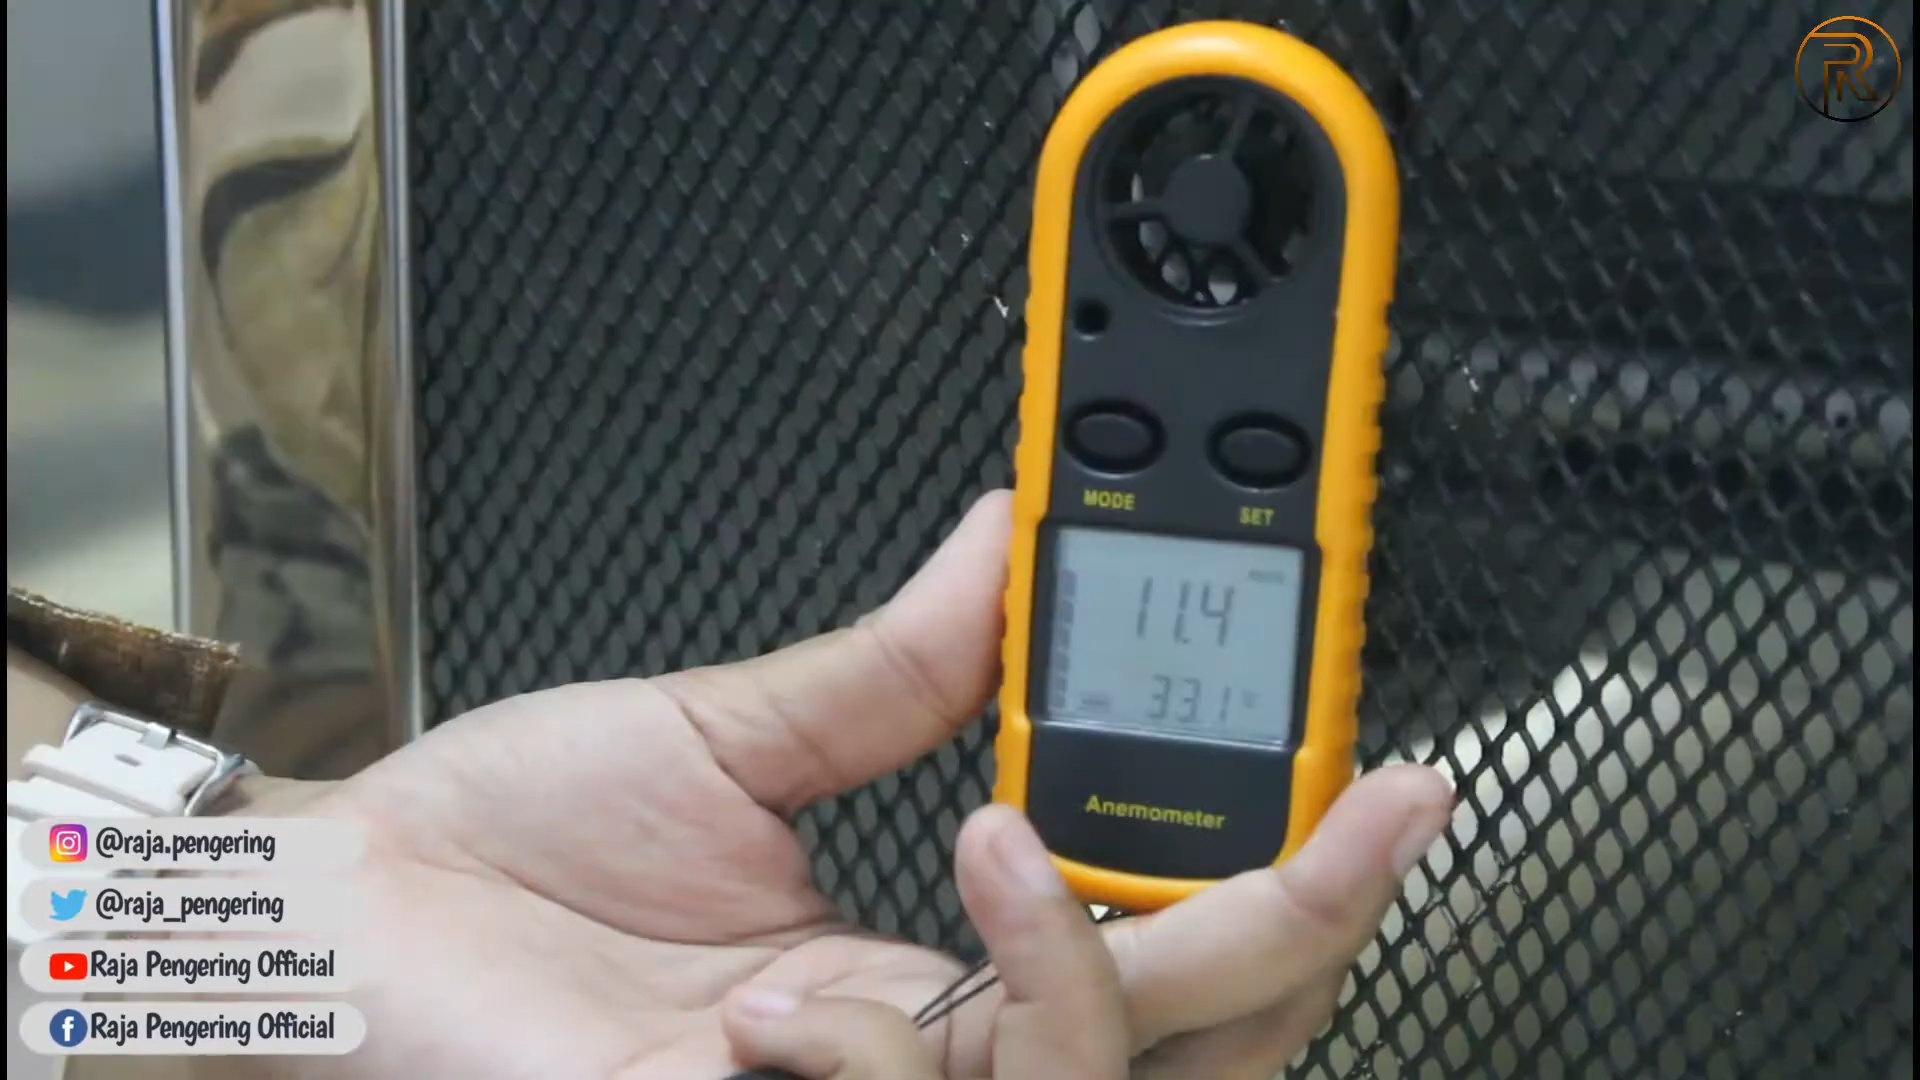 MODE
SET
11.4
33.1 °C
Anemometer
@raja.pengering
@raja_pengering
Raja Pengering Official
Raja Pengering Official